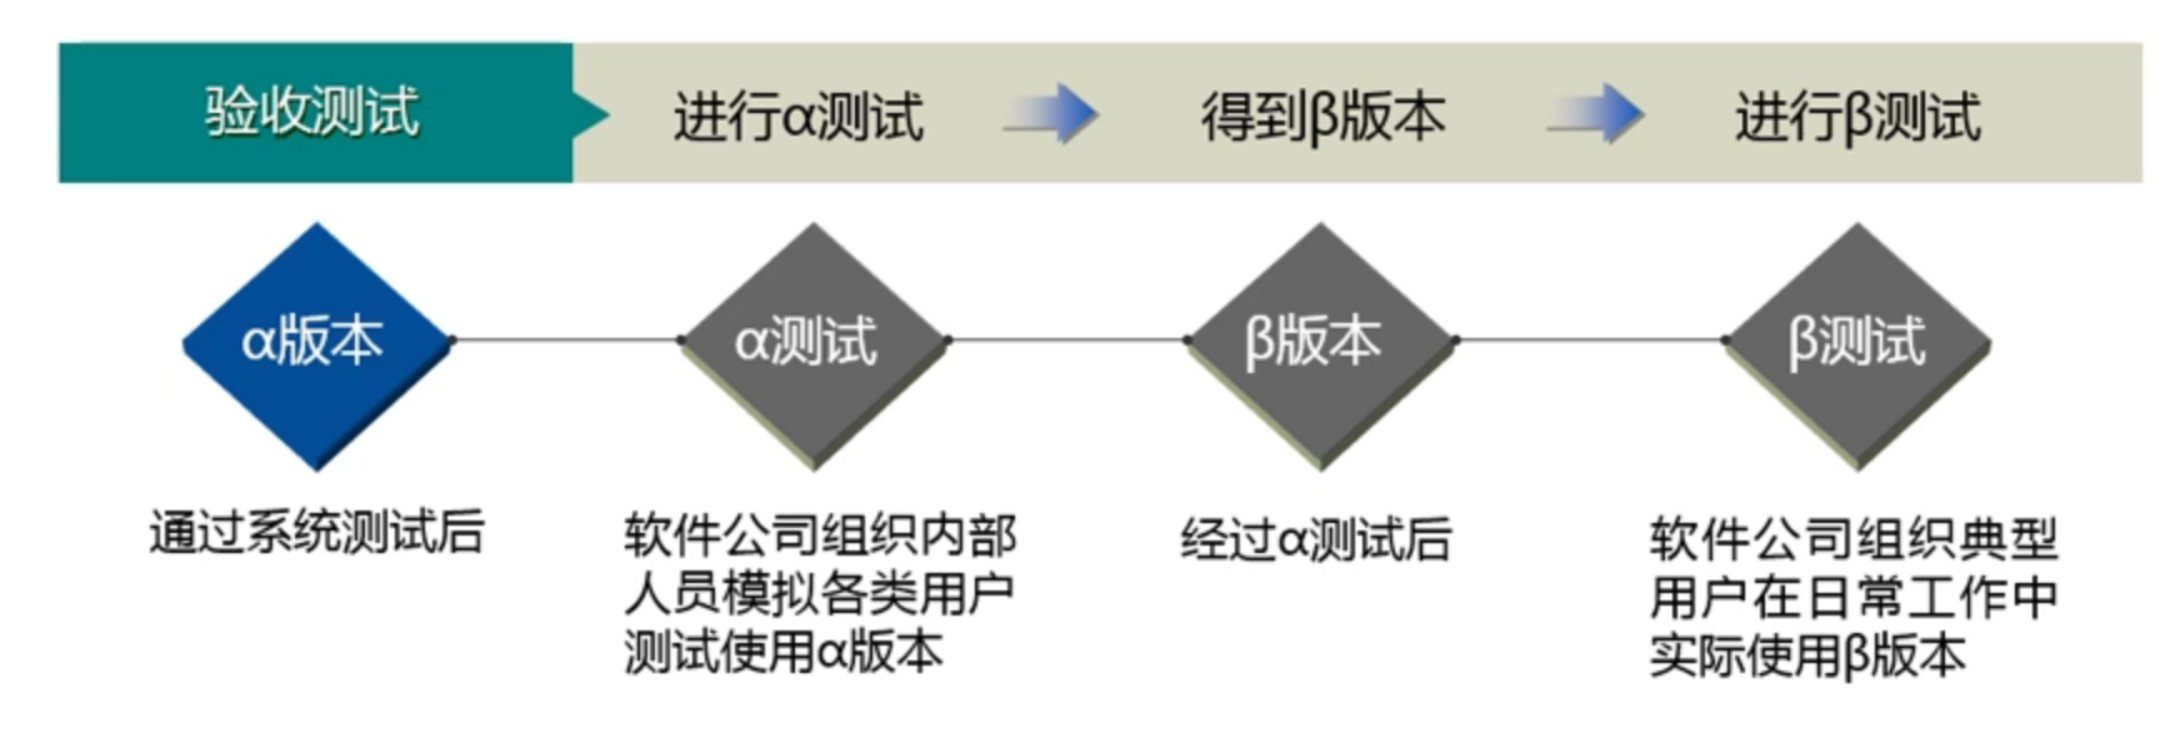 验收测试
进行α测试
得到β版本
进行β测试
α版本
α测试
β版本
β测试
通过系统测试后
软件公司组织内部
人员模拟各类用户
测试使用α版本
经过α测试后
软件公司组织典型
用户在日常工作中
实际使用β版本